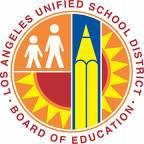 LOS ANGELES UNIFIED SCHOOL DISTRICT
• BOARD OF EDUCATION •